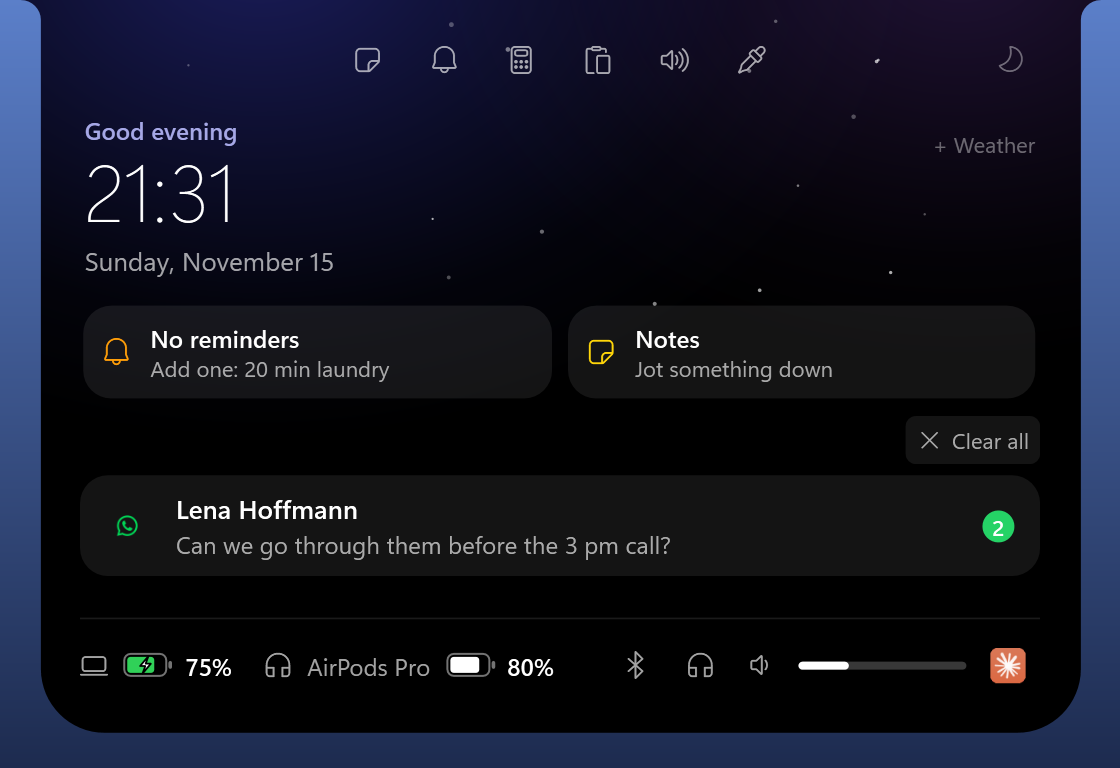 Good evening
+ Weather
21:31
Sunday, November 15
No reminders
Add one: 20 min laundry
Notes
Jot something down
Clear all
Lena Hoffmann
Can we go through them before the 3 pm call?
2
75%
AirPods Pro
80%